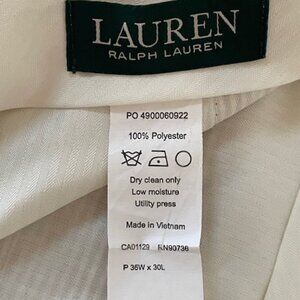 LAUREN
RALPH LAUREN
PO 4900060922
100% Polyester
Dry clean only
Low moisture
Utility press
Made in Vietnam
CA01129 RN90736
P 36W x 30L